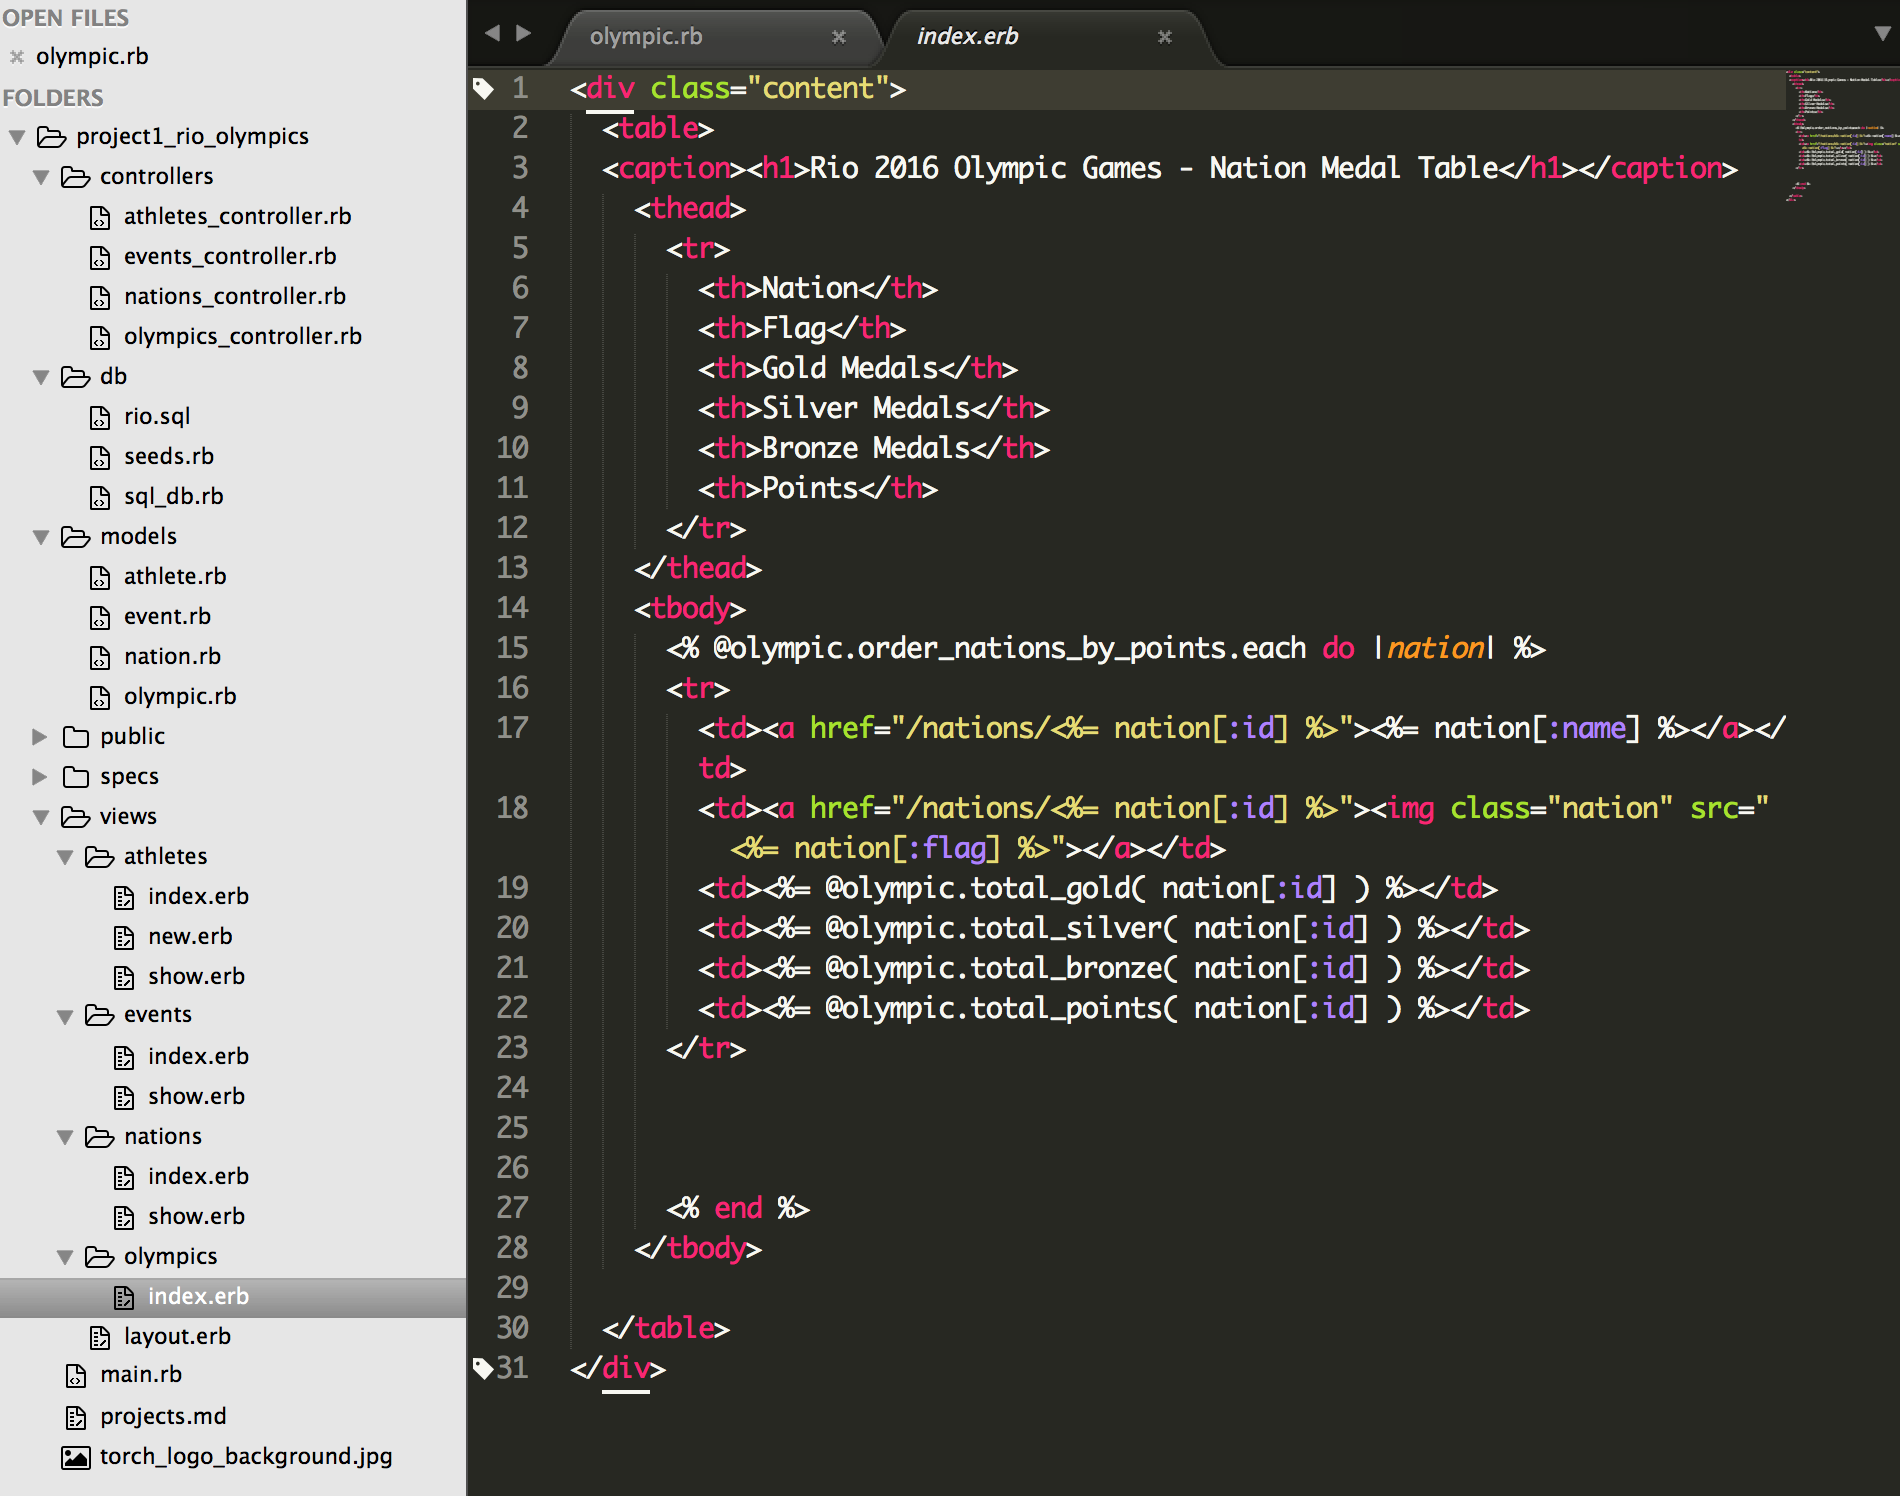 OPEN FILES
olympic.rb
FOLDERS
project1_rio_olympics
controllers
athletes_controller.rb
events_controller.rb
nations_controller.rb
olympics_controller.rb
db
rio.sql
seeds.rb
sql_db.rb
models
athlete.rb
event.rb
nation.rb
olympic.rb
public
specs
views
athletes
index.erb
new.erb
show.erb
events
index.erb
show.erb
nations
index.erb
show.erb
olympics
index.erb
layout.erb
main.rb
projects.md
torch_logo_background.jpg
olympic.rb
index.erb
1 <div class="content">
2 <table>
3 <caption><h1>Rio 2016 Olympic Games - Nation Medal Table</h1></caption>
4 <thead>
5 <tr>
6 <th>Nation</th>
7 <th>Flag</th>
8 <th>Gold Medals</th>
9 <th>Silver Medals</th>
10 <th>Bronze Medals</th>
11 <th>Points</th>
12 </tr>
13 </thead>
14 <tbody>
15 <% @olympic.order_nations_by_points.each do |nation| %>
16 <tr>
17 <td><a href="/nations/<%= nation[:id] %>"><%= nation[:name] %></a></
td>
18 <td><a href="/nations/<%= nation[:id] %>"><img class="nation" src="
<%= nation[:flag] %>"></a></td>
19 <td><%= @olympic.total_gold( nation[:id] ) %></td>
20 <td><%= @olympic.total_silver( nation[:id] ) %></td>
21 <td><%= @olympic.total_bronze( nation[:id] ) %></td>
22 <td><%= @olympic.total_points( nation[:id] ) %></td>
23 </tr>
24
25
26
27 <% end %>
28 </tbody>
29
30 </table>
31 </div>